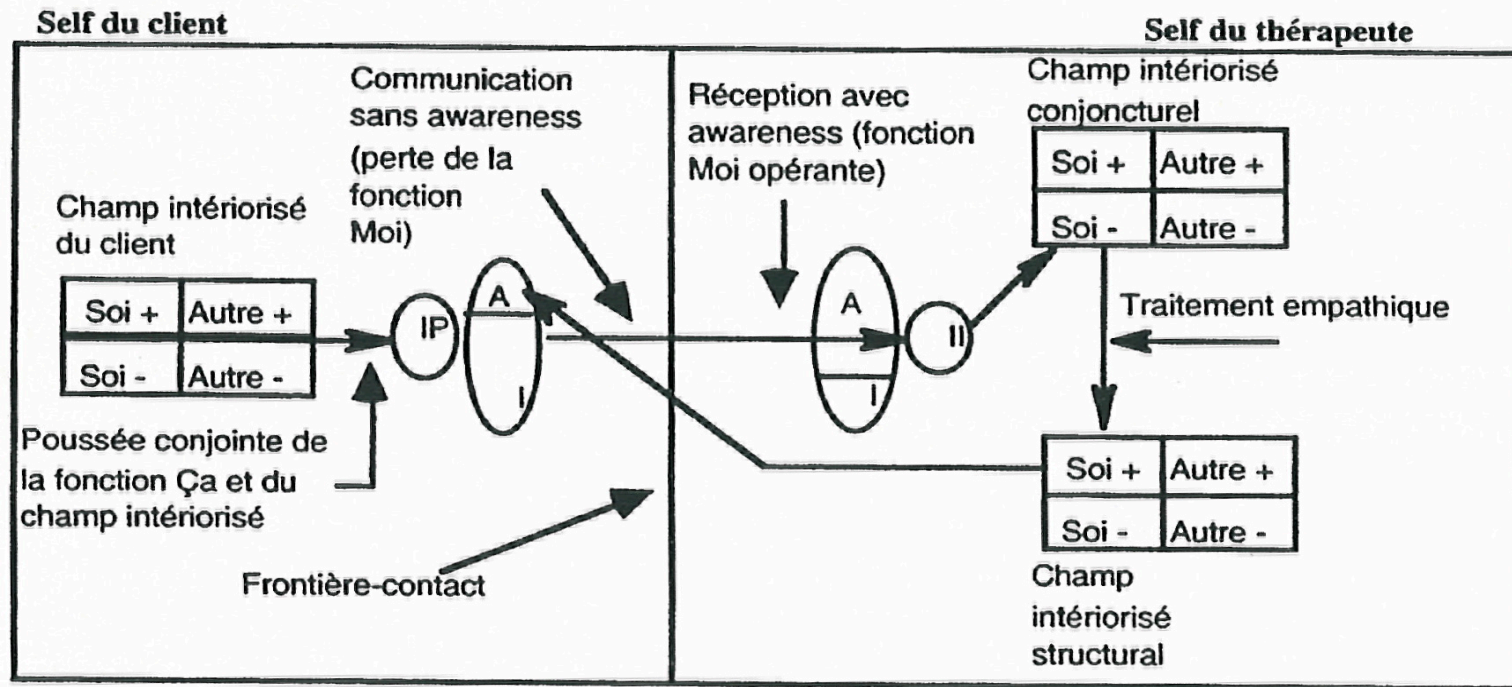 Self du client
Self du thérapeute
Communication
sans awareness
(perte de la
fonction
Moi)
Champ intériorisé
du client
Soi +
Autre +
Soi -
Autre -
IP
A
I
Poussée conjointe de
la fonction Ça et du
champ intériorisé
Frontière-contact
Réception avec
awareness (fonction
Moi opérante)
A
I
II
Champ intériorisé
conjoncturel
Soi +
Autre +
Soi -
Autre -
Traitement empathique
Soi +
Autre +
Soi -
Autre -
Champ
intériorisé
structural